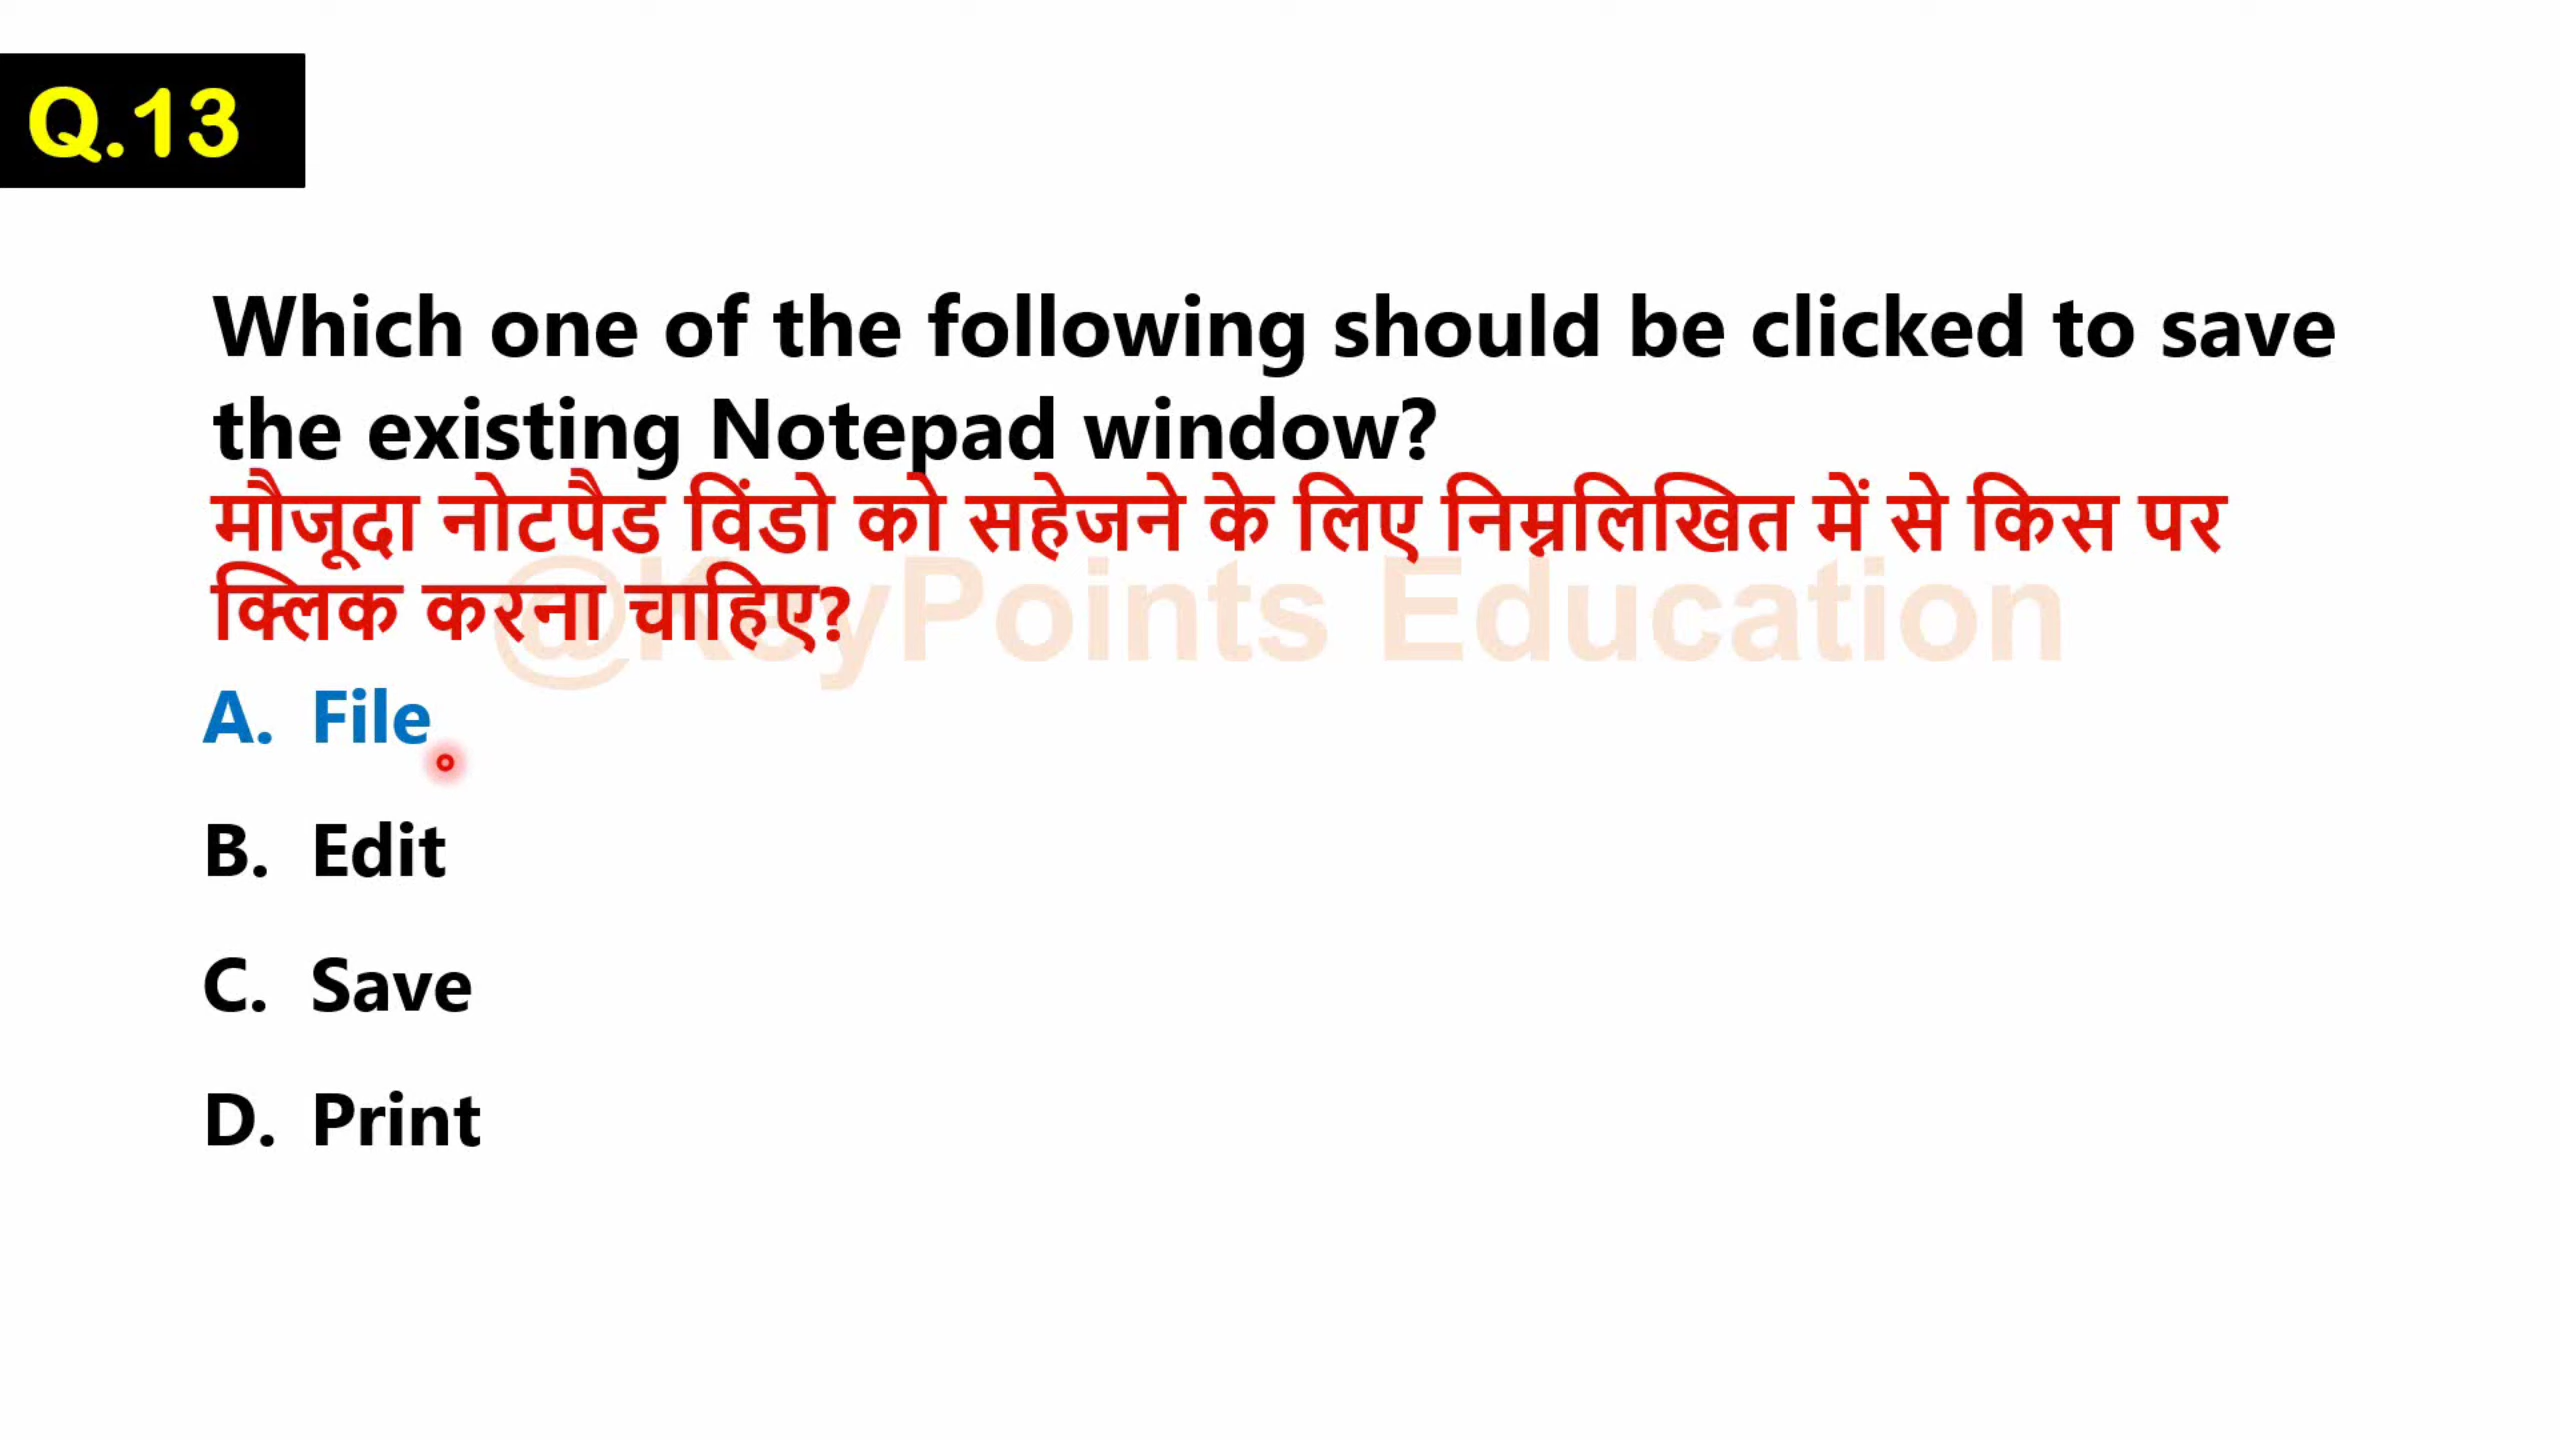 Q.13
Which one of the following should be clicked to save
the existing Notepad window?
मौजूदा नोटपैड विंडो को सहेजने के लिए निम्नलिखित में से किस पर
क्लिक करना चाहिए?
@KeyPoints Education
A. File
B. Edit
C. Save
D. Print